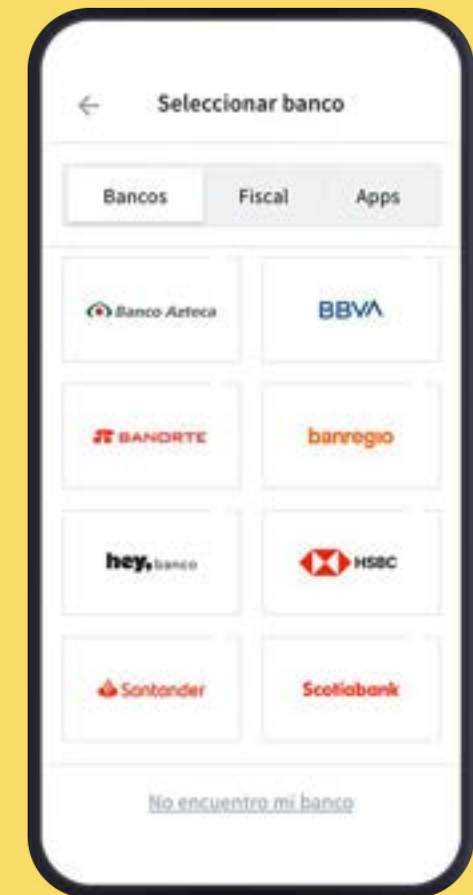 Seleccionar banco
Bancos Fiscal Apps
Banco Azteca BBVA
BANORTE banregio
hey, banco HSBC
Santander Scotiabank
No encuentro mi banco